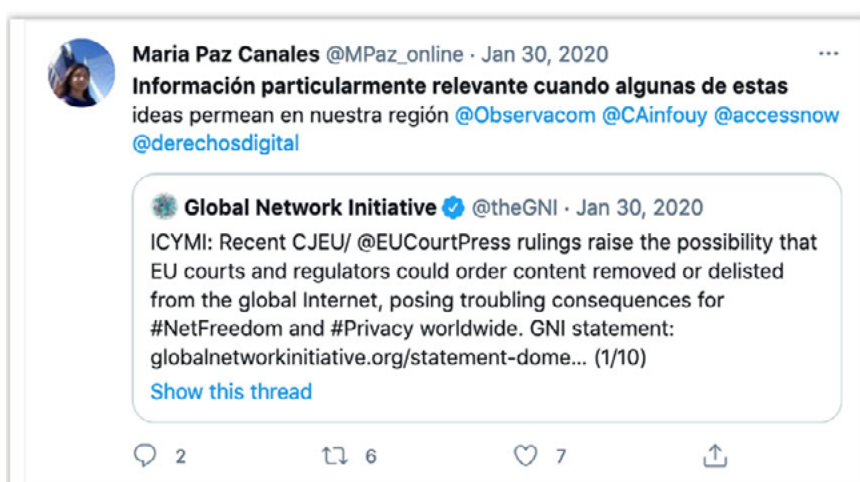 Maria Paz Canales @MPaz_online · Jan 30, 2020
Información particularmente relevante cuando algunas de estas
ideas permean en nuestra región @Observacom @CAinfouy @accessnow
@derechosdigital
Global Network Initiative @theGNI · Jan 30, 2020
ICYMI: Recent CJEU/ @EUCourtPress rulings raise the possibility that
EU courts and regulators could order content removed or delisted
from the global Internet, posing troubling consequences for
#NetFreedom and #Privacy worldwide. GNI statement:
globalnetworkinitiative.org/statement-dome... (1/10)
Show this thread
2 6 7